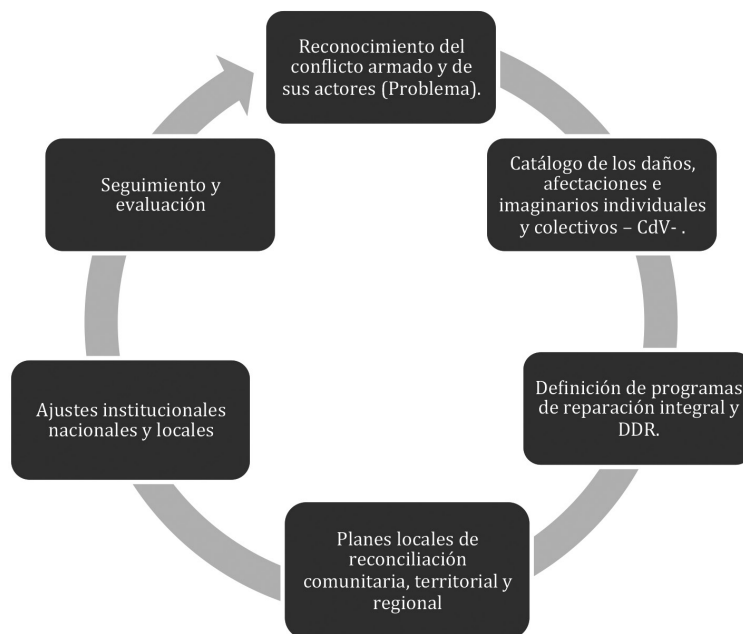 Reconocimiento del
conflicto armado y de
sus actores (Problema).
Catálogo de los daños,
afectaciones e
imaginarios individuales
y colectivos – CdV- .
Definición de programas
de reparación integral y
DDR.
Planes locales de
reconciliación
comunitaria, territorial y
regional
Ajustes institucionales
nacionales y locales
Seguimiento y
evaluación